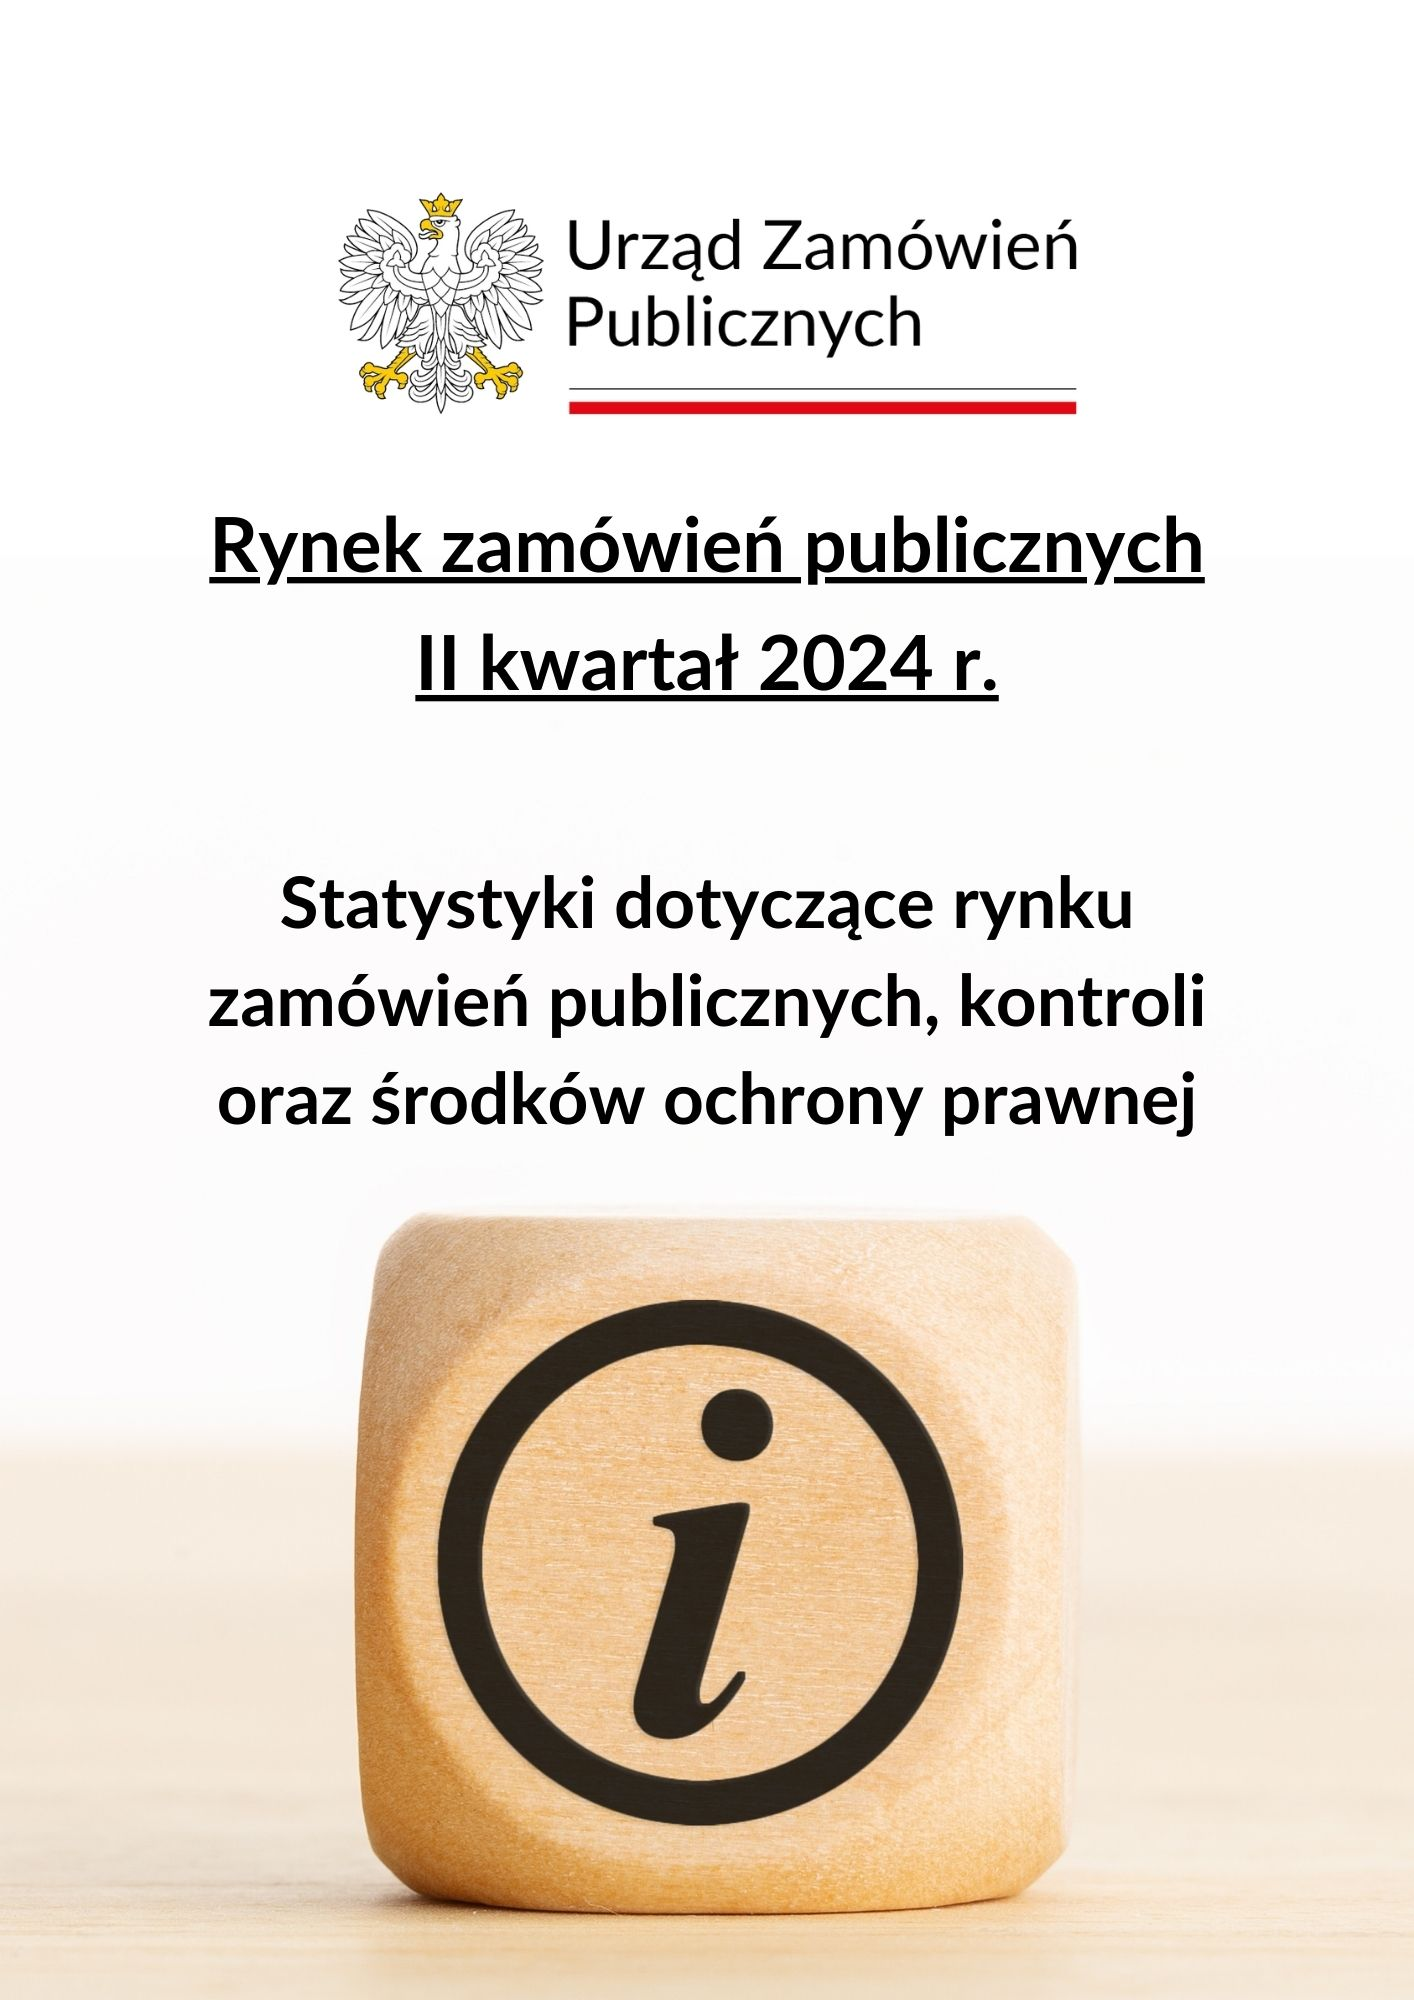 Urząd Zamówień
Publicznych
Rynek zamówień publicznych
II kwartał 2024 r.
Statystyki dotyczące rynku
zamówień publicznych, kontroli
oraz środków ochrony prawnej
i